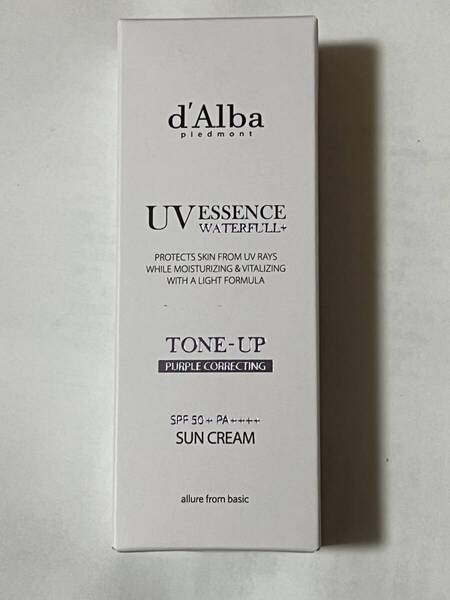 d'Alba
piedmont
UV ESSENCE
WATERFULL+
PROTECTS SKIN FROM UV RAYS
WHILE MOISTURIZING & VITALIZING
WITH A LIGHT FORMULA
TONE-UP
PURPLE CORRECTING
SPF 50+ PA++++
SUN CREAM
allure from basic